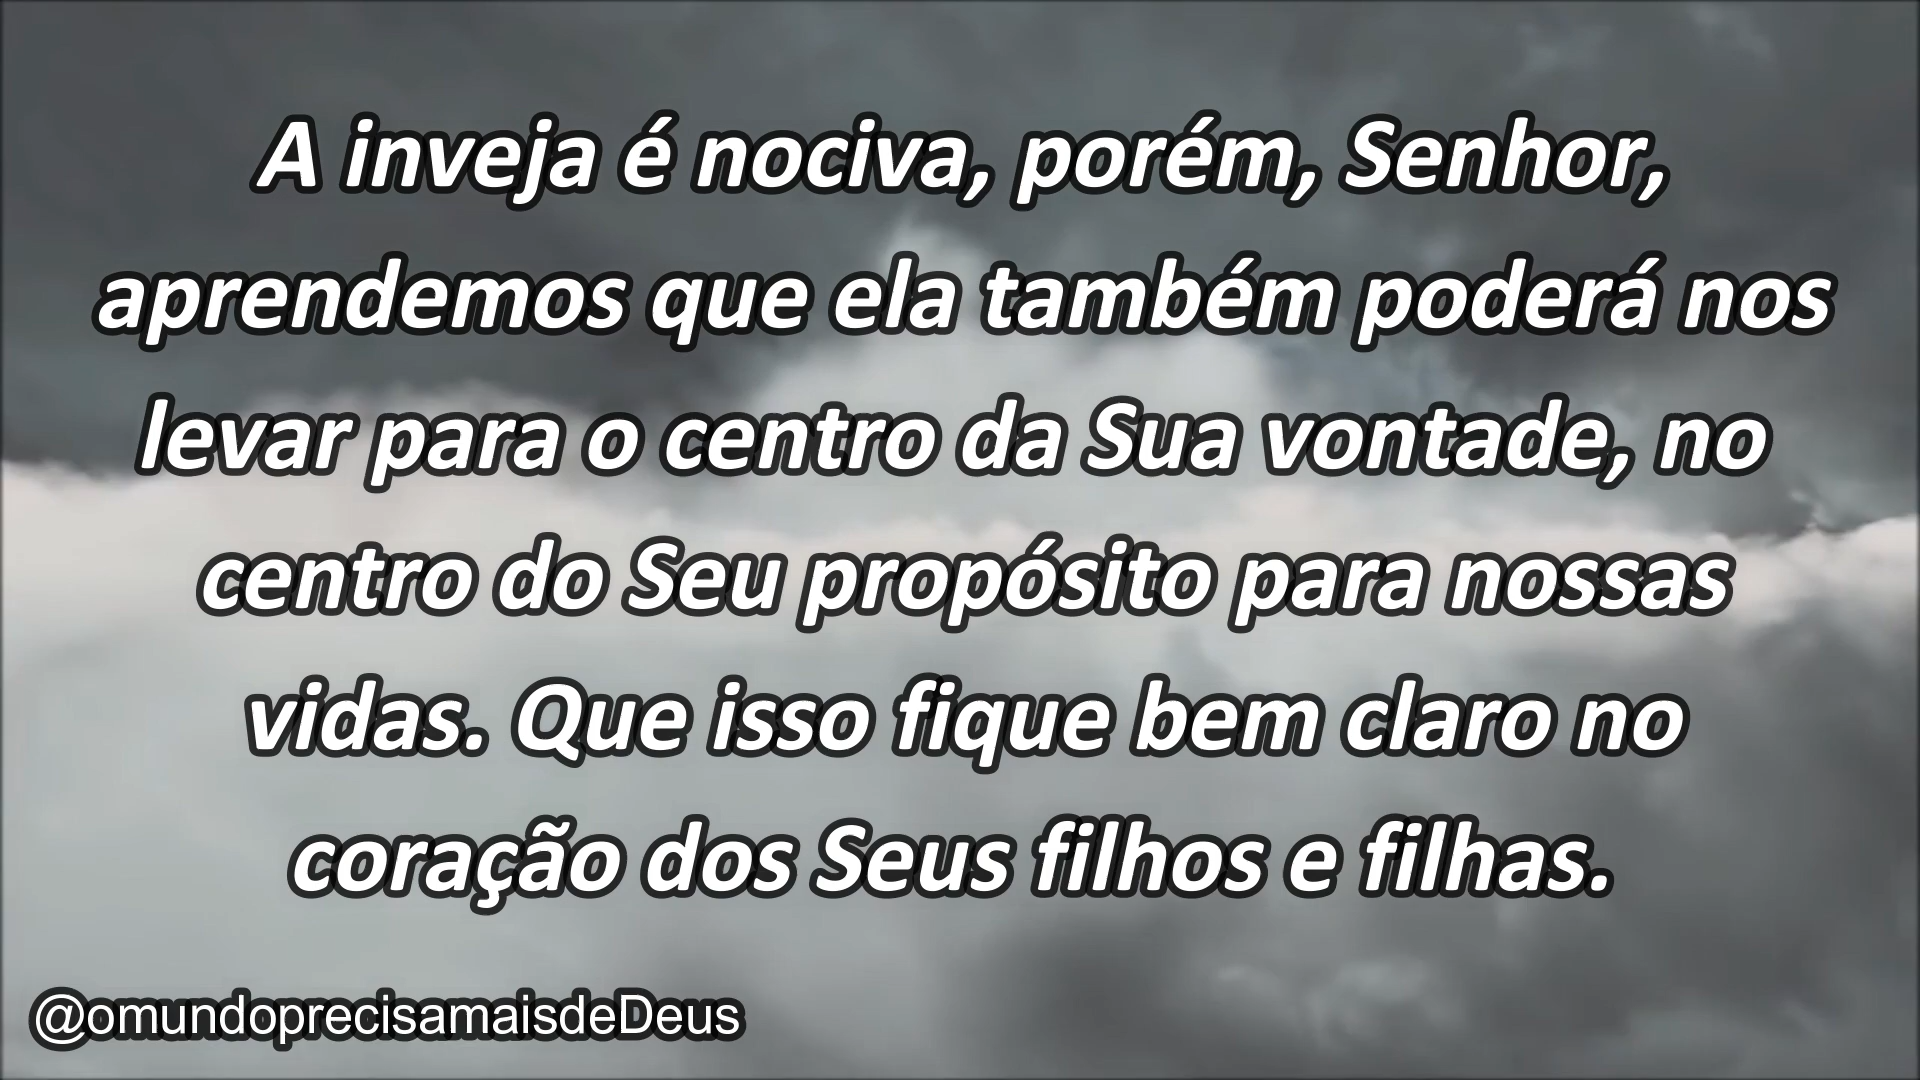 A inveja é nociva, porém, Senhor,
aprendemos que ela também poderá nos
levar para o centro da Sua vontade, no
centro do Seu propósito para nossas
vidas. Que isso fique bem claro no
coração dos Seus filhos e filhas.
@omundoprecisamaisdeDeus